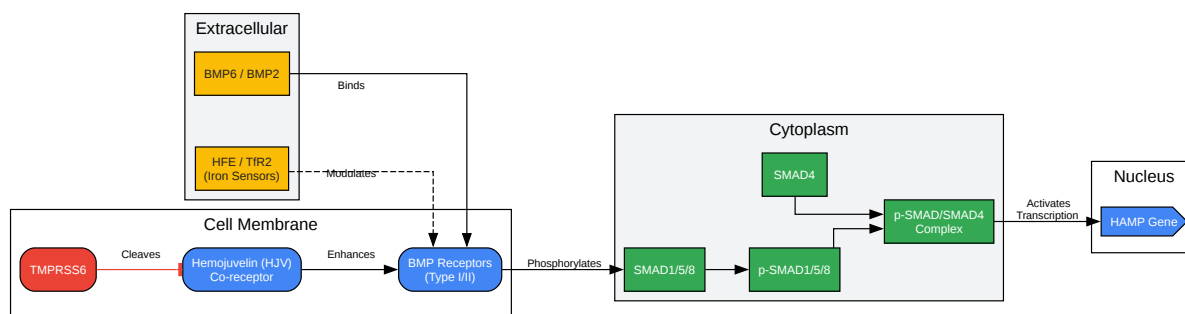 Extracellular
BMP6 / BMP2
Binds
HFE / TfR2
(Iron Sensors)
Modulates
Cell Membrane
TMPRSS6
Cleaves
Hemojuvelin (HJV)
Co-receptor
Enhances
BMP Receptors
(Type I/II)
Phosphorylates
Cytoplasm
SMAD4
SMAD1/5/8
p-SMAD1/5/8
p-SMAD/SMAD4
Complex
Activates
Transcription
Nucleus
HAMP Gene